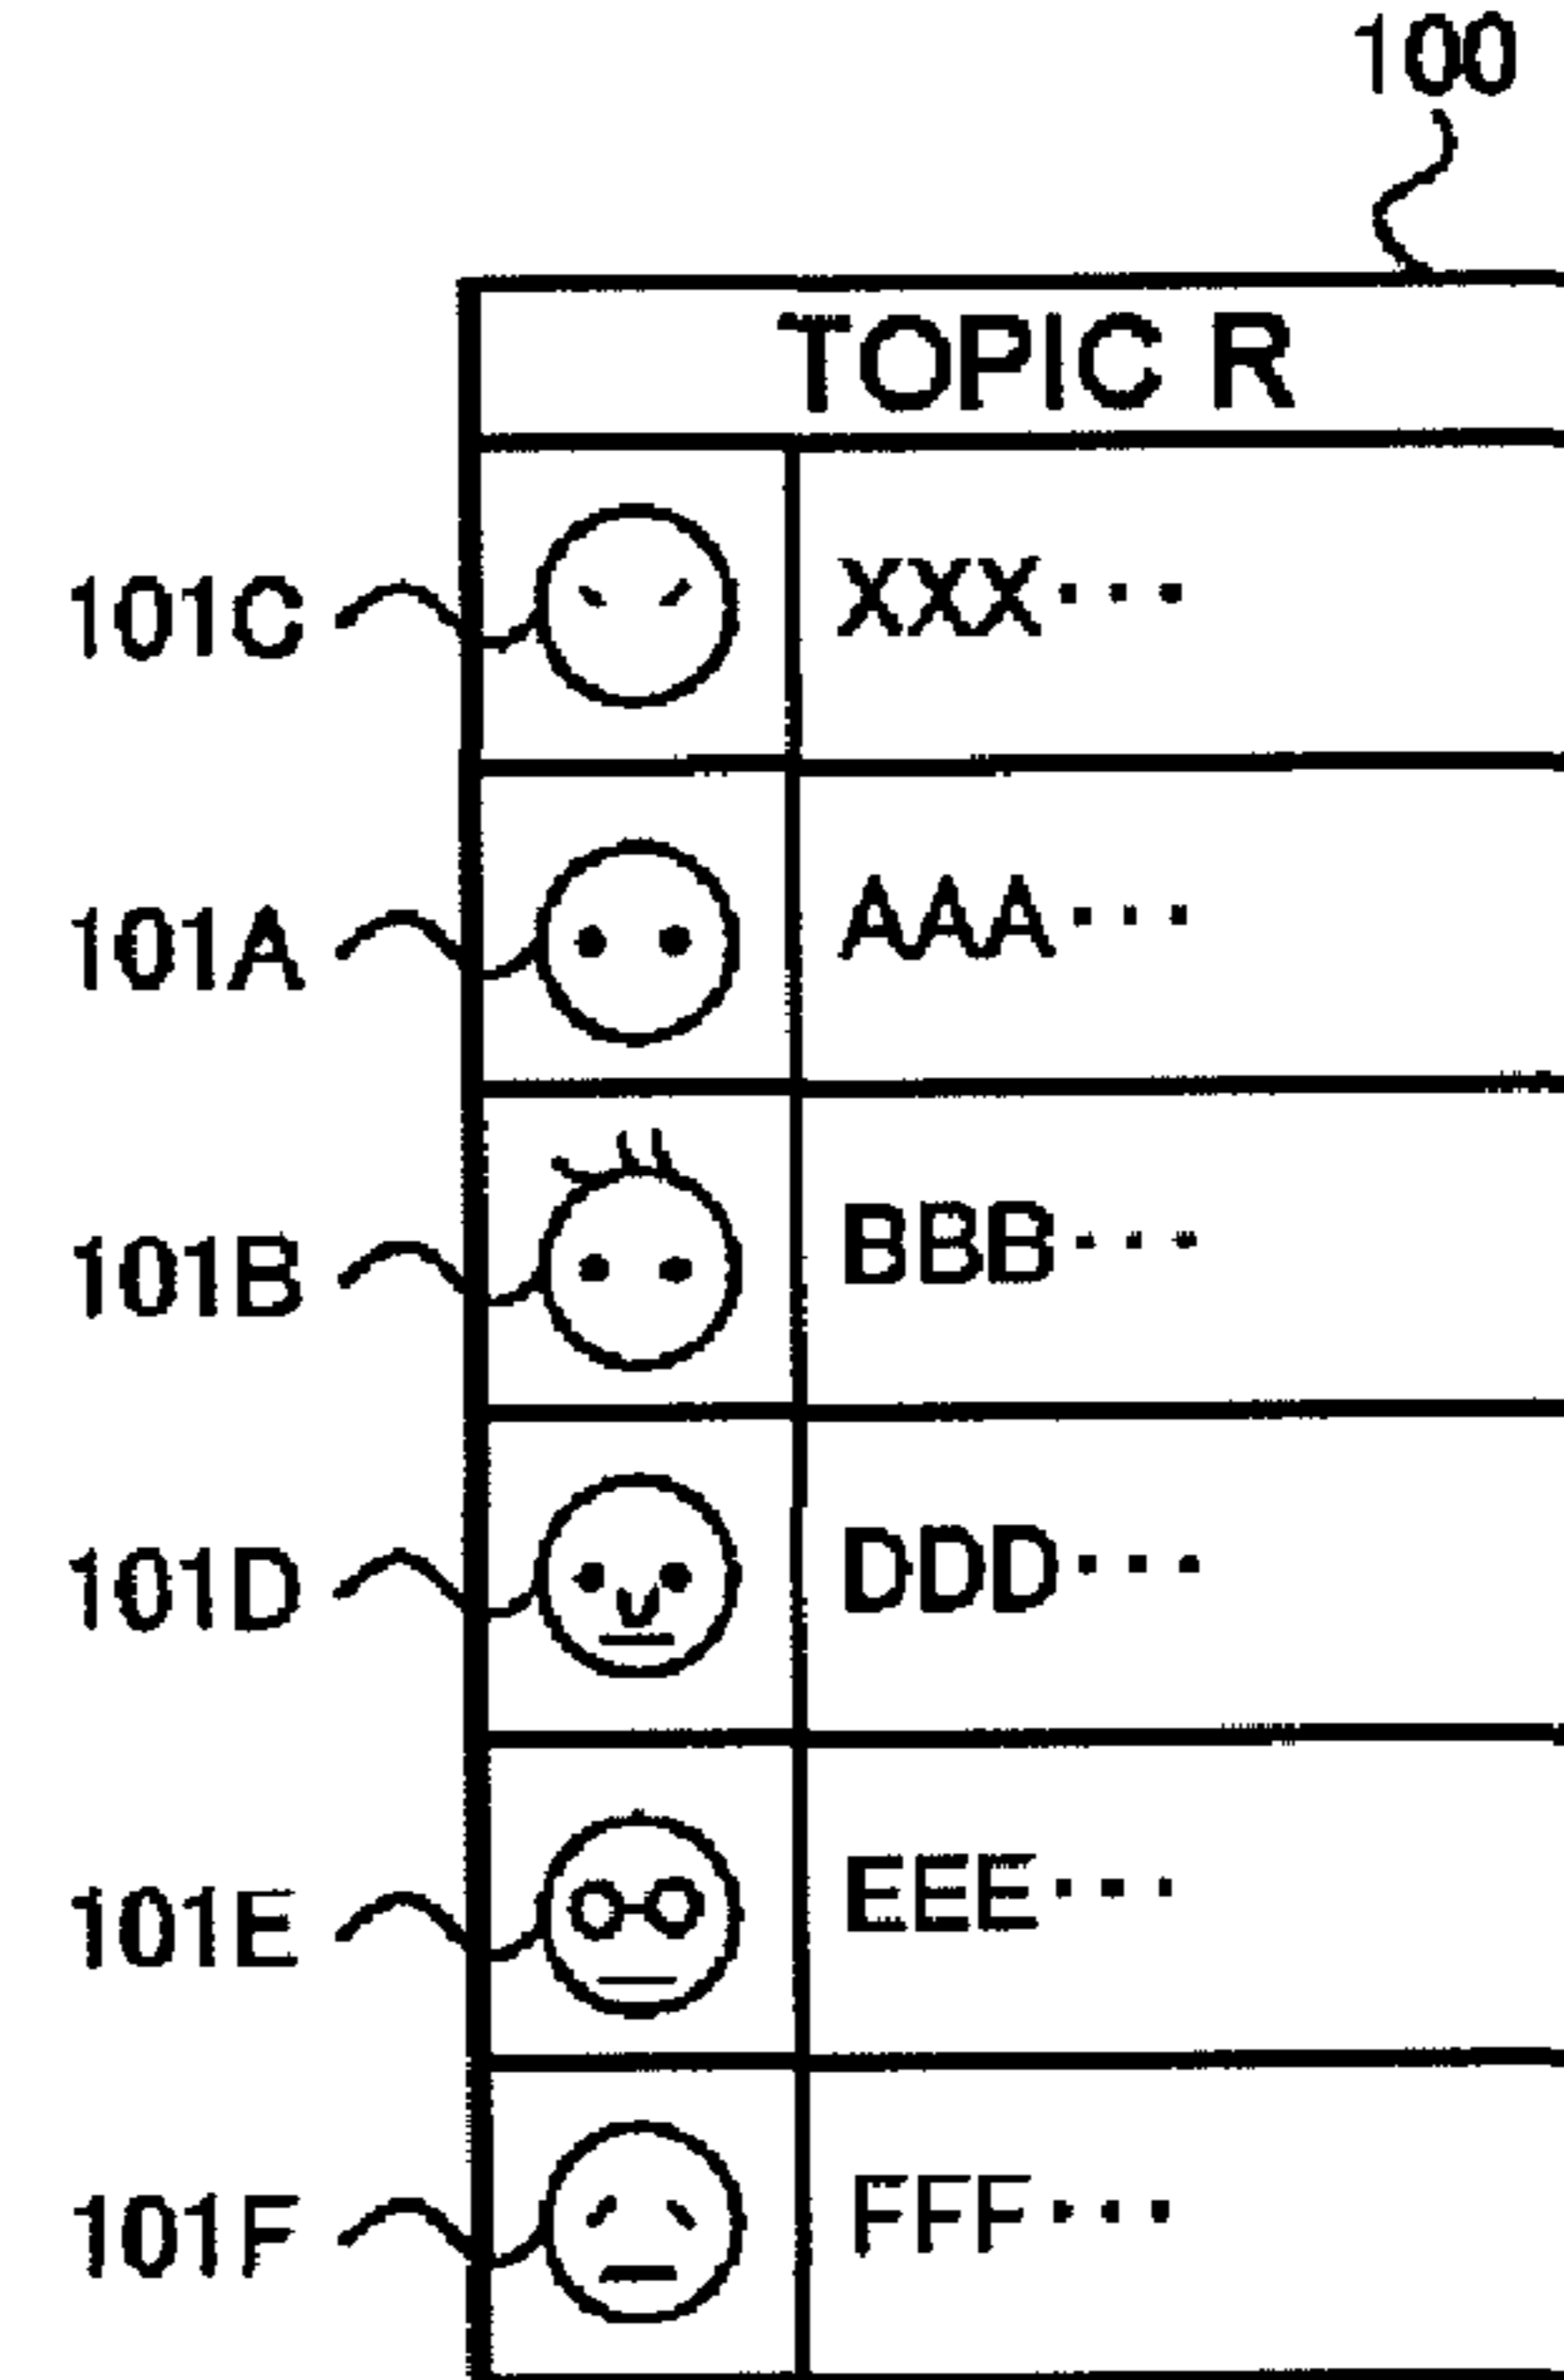 100
TOPIC R
101C XXX···
101A AAA···
101B BBB···
101D DDD···
101E EEE···
101F FFF···